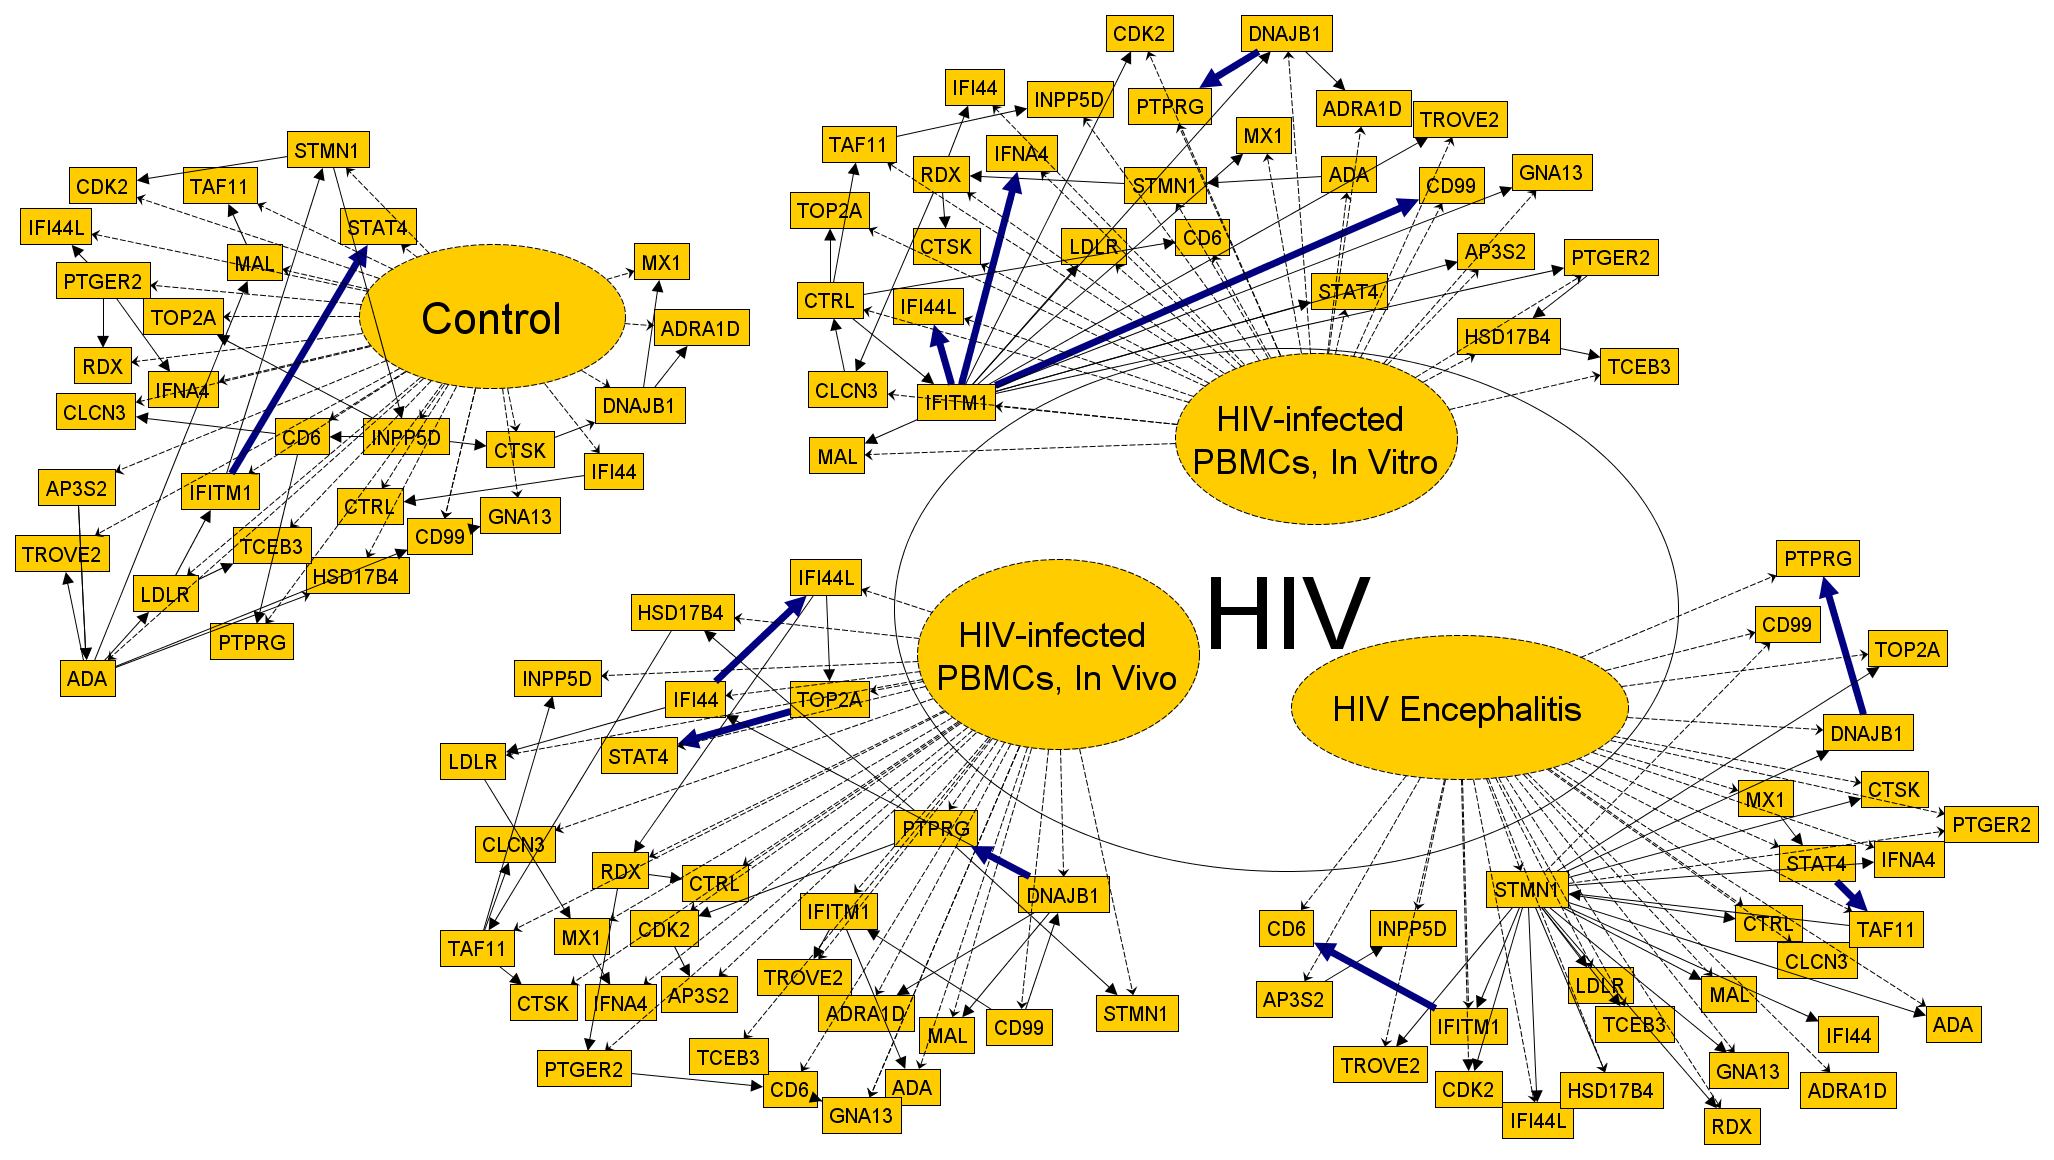 STMN1
CDK2
TAF11
IFI44L
STAT4
MAL
MX1
PTGER2
TOP2A
Control
ADRA1D
RDX
IFNA4
CLCN3
DNAJB1
CD6
INPP5D
CTSK
IFI44
AP3S2
IFITM1
CTRL
GNA13
CD99
TROVE2
TCEB3
HSD17B4
LDLR
PTPRG
ADA
CDK2
DNAJB1
IFI44
INPP5D
PTPRG
ADRA1D
TROVE2
MX1
TAF11
IFNA4
RDX
STMN1
ADA
CD99
GNA13
TOP2A
CTSK
LDLR
CD6
AP3S2
PTGER2
CTRL
IFI44L
STAT4
HSD17B4
TCEB3
CLCN3
IFITM1
MAL
HIV-infected
PBMCs, In Vitro
HIV
IFI44L
HSD17B4
HIV-infected
PBMCs, In Vivo
INPP5D
IFI44
TOP2A
STAT4
LDLR
PTPRG
CLCN3
RDX
CTRL
DNAJB1
IFITM1
CDK2
MX1
TAF11
TROVE2
AP3S2
IFNA4
CTSK
ADRA1D
MAL
CD99
STMN1
TCEB3
PTGER2
CD6
ADA
GNA13
PTPRG
CD99
TOP2A
HIV Encephalitis
DNAJB1
CTSK
MX1
PTGER2
STAT4
IFNA4
STMN1
CD6
INPP5D
CTRL
TAF11
CLCN3
LDLR
MAL
AP3S2
IFITM1
TCEB3
IFI44
ADA
TROVE2
GNA13
CDK2
HSD17B4
ADRA1D
IFI44L
RDX